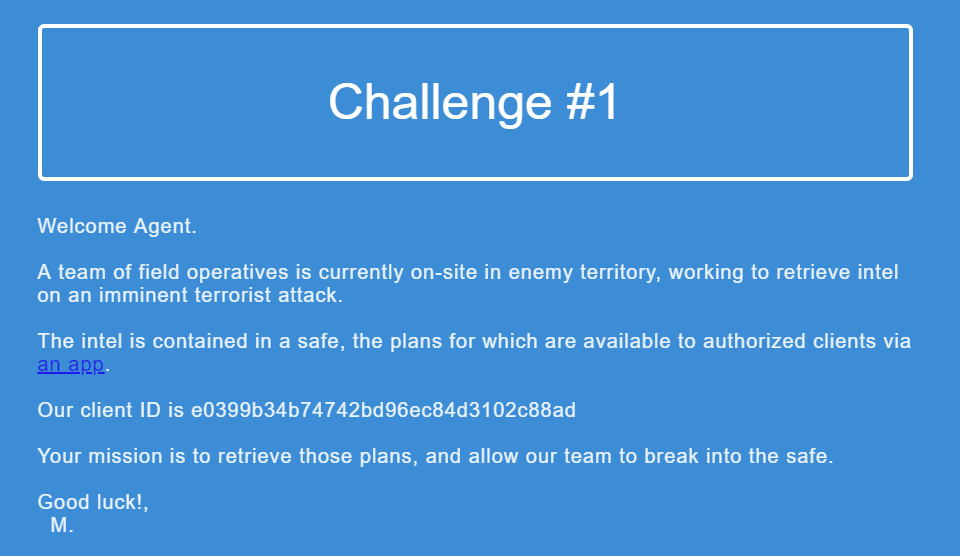 Challenge #1
Welcome Agent.
A team of field operatives is currently on-site in enemy territory, working to retrieve intel
on an imminent terrorist attack.
The intel is contained in a safe, the plans for which are available to authorized clients via
an app.
Our client ID is e0399b34b74742bd96ec84d3102c88ad
Your mission is to retrieve those plans, and allow our team to break into the safe.
Good luck!,
M.